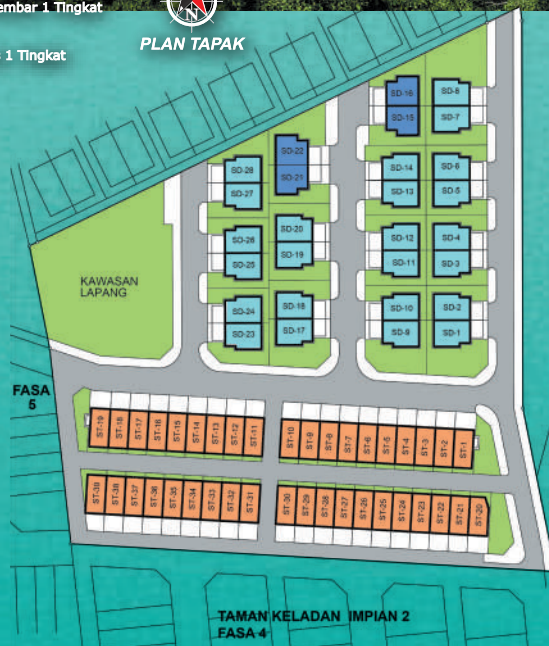 embar 1 Tingkat
1 Tingkat
N
PLAN TAPAK
SD-16
SD-8
SD-15
SD-7
SD-22
SD-28
SD-21
SD-27
SD-14
SD-6
SD-13
SD-5
SD-20
SD-26
SD-19
SD-25
SD-12
SD-4
SD-11
SD-3
KAWASAN
LAPANG
SD-24
SD-18
SD-23
SD-17
SD-10
SD-2
SD-9
SD-1
FASA
5
ST-19
ST-18
ST-17
ST-16
ST-15
ST-14
ST-13
ST-12
ST-11
ST-10
ST-9
ST-8
ST-7
ST-6
ST-5
ST-4
ST-3
ST-2
ST-1
ST-39
ST-38
ST-37
ST-36
ST-35
ST-34
ST-33
ST-32
ST-31
ST-30
ST-29
ST-28
ST-27
ST-26
ST-25
ST-24
ST-23
ST-22
ST-21
ST-20
TAMAN KELADAN IMPIAN 2
FASA 4